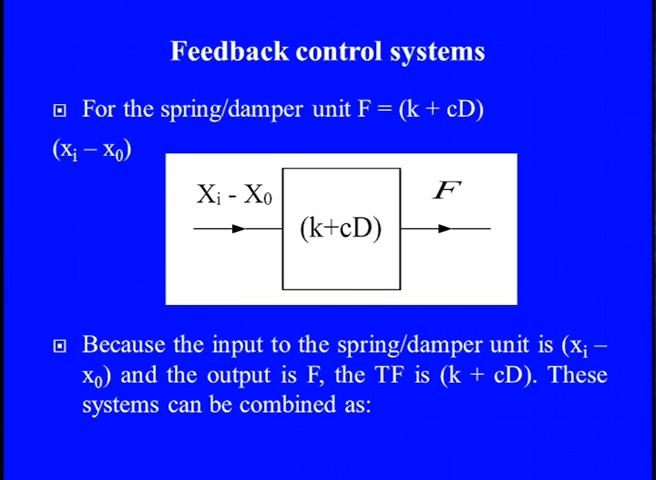 Feedback control systems
For the spring/damper unit F = (k + cD)
(xᵢ – x₀)
Xᵢ - X₀
F
(k+cD)
Because the input to the spring/damper unit is (xᵢ –
x₀) and the output is F, the TF is (k + cD). These
systems can be combined as: